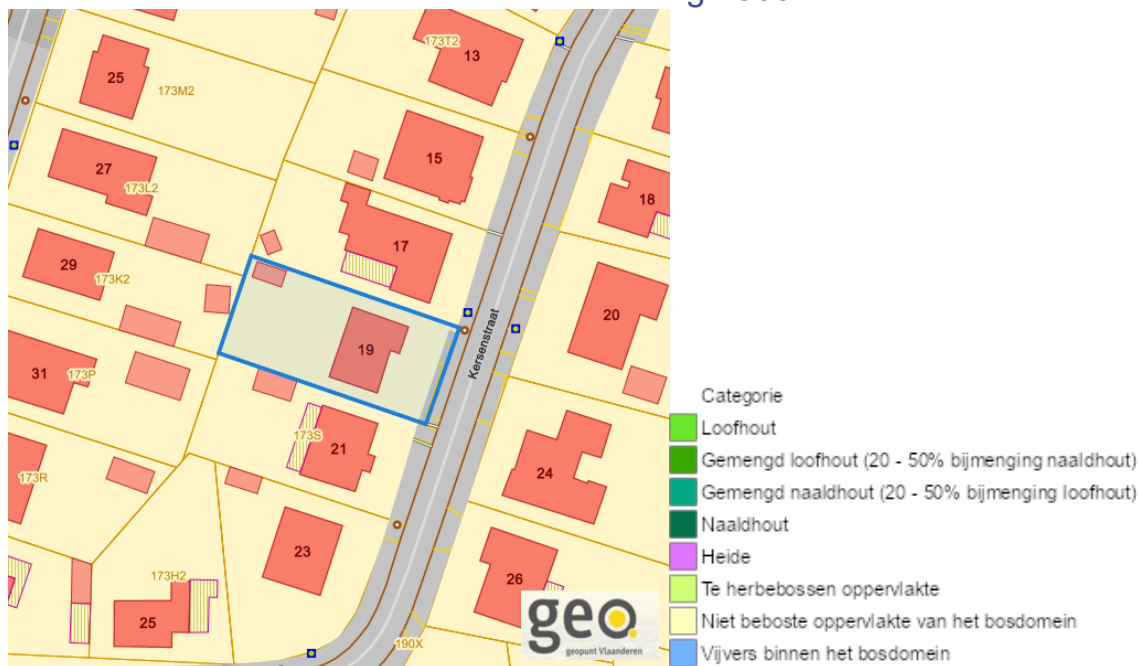 173T2
13
25
173M2
15
27
173L2
18
17
29
173K2
20
19
Kersenstraat
31
173P
173S
21
24
173R
23
26
173H2
25
190X
geo.
geopunt Vlaanderen
Categorie
Loofhout
Gemengd loofhout (20 - 50% bijmenging naaldhout)
Gemengd naaldhout (20 - 50% bijmenging loofhout)
Naaldhout
Heide
Te herbebossen oppervlakte
Niet beboste oppervlakte van het bosdomein
Vijvers binnen het bosdomein